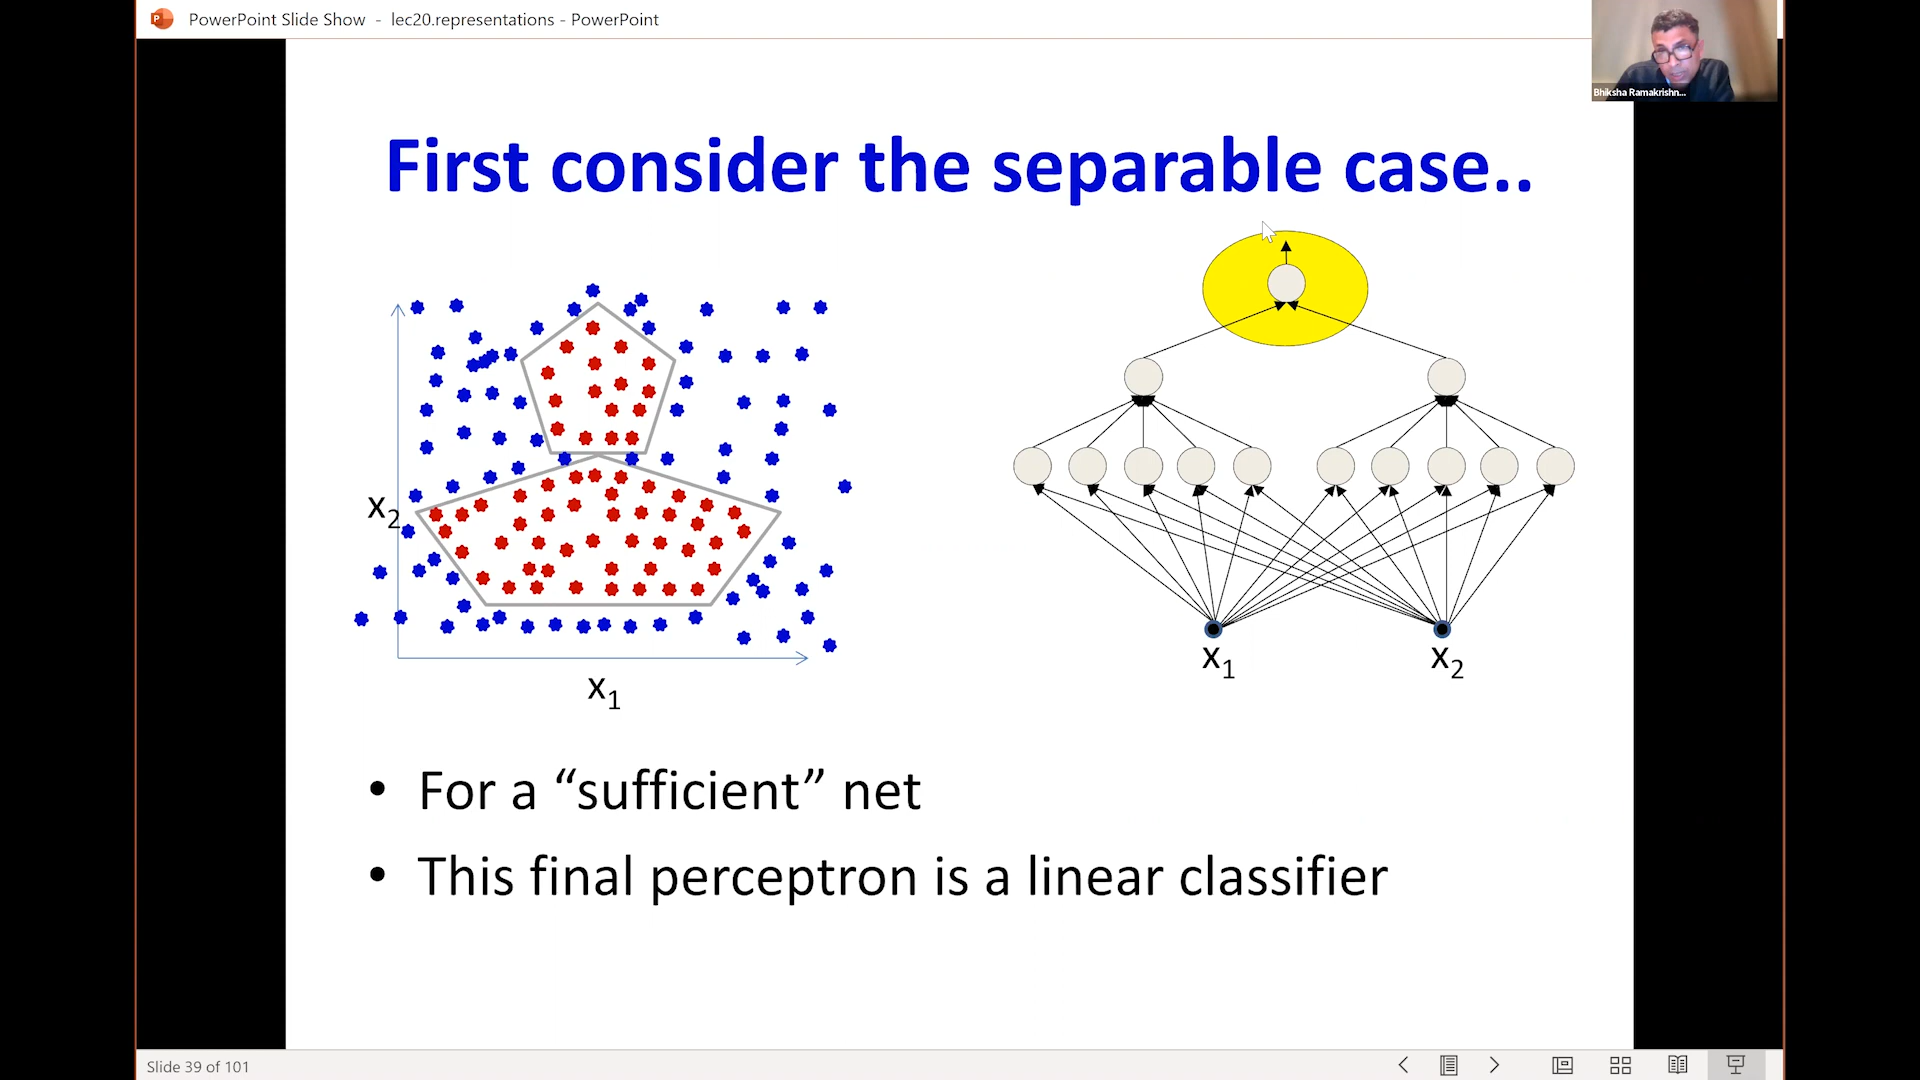 PowerPoint Slide Show - lec20.representations - PowerPoint
Bhiksha Ramakrishn...
First consider the separable case..
x2
x1
x1
x2
• For a “sufficient” net
• This final perceptron is a linear classifier
Slide 39 of 101